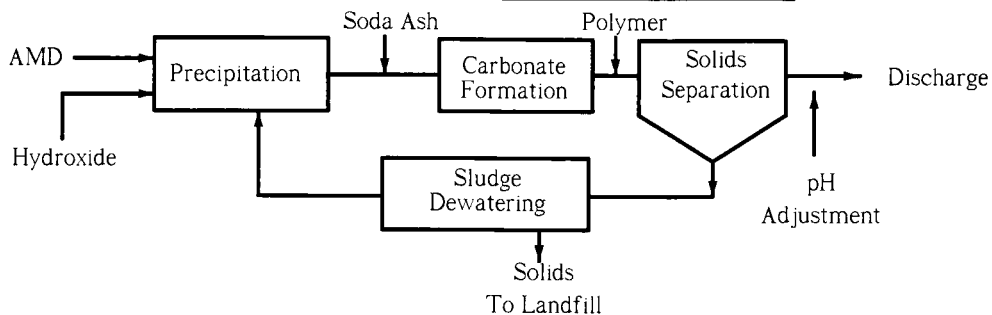 Soda Ash
Polymer
AMD
Precipitation
Carbonate
Formation
Solids
Separation
Discharge
Hydroxide
Sludge
Dewatering
pH
Adjustment
Solids
To Landfill